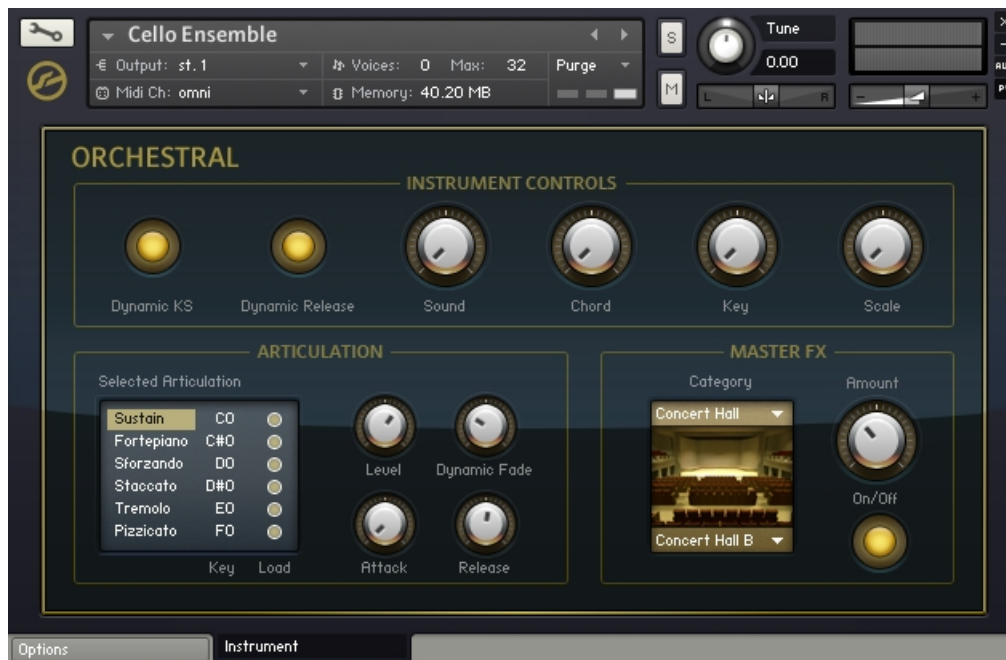 Cello Ensemble
Output: st.1
Voices: 0 Max: 32
Purge
Midi Ch: omni
Memory: 40.20 MB
S
M
Tune
0.00
L R
- +
ORCHESTRAL
INSTRUMENT CONTROLS
Dynamic KS
Dynamic Release
Sound
Chord
Key
Scale
ARTICULATION
Selected Articulation
Sustain C0
Fortepiano C#0
Sforzando D0
Staccato D#0
Tremolo E0
Pizzicato F0
Key Load
Level
Dynamic Fade
Attack
Release
MASTER FX
Category
Amount
Concert Hall
Concert Hall B
On/Off
Options
Instrument